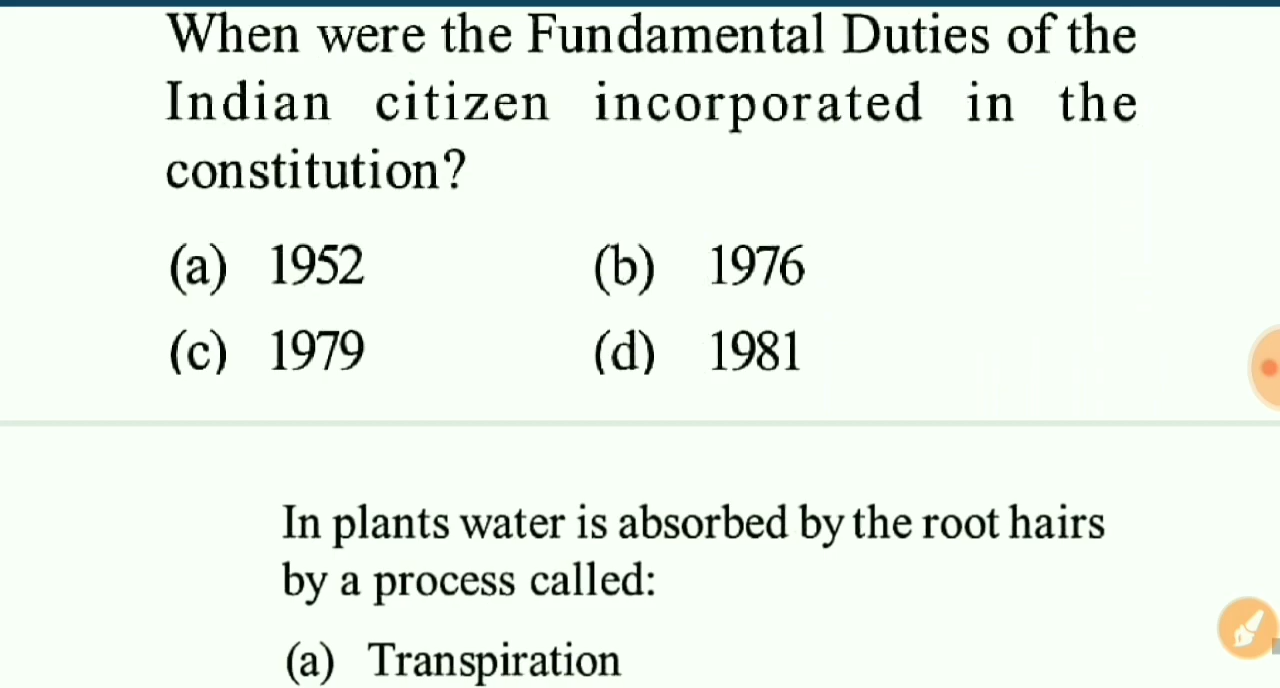 When were the Fundamental Duties of the
Indian citizen incorporated in the
constitution?
(a) 1952 (b) 1976
(c) 1979 (d) 1981
In plants water is absorbed by the root hairs
by a process called:
(a) Transpiration